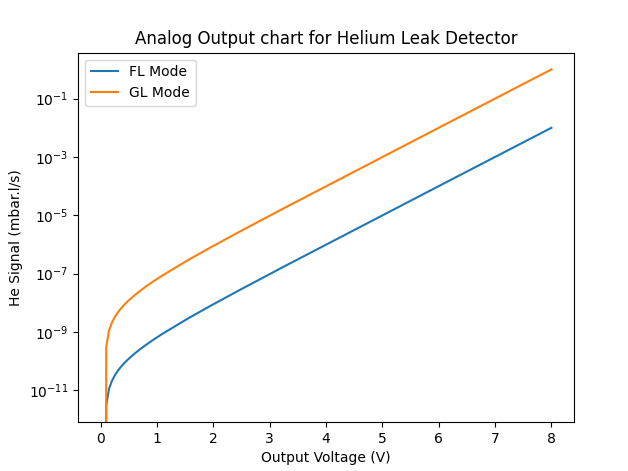 Analog Output chart for Helium Leak Detector
FL Mode
GL Mode
10⁻¹
10⁻³
10⁻⁵
10⁻⁷
10⁻⁹
10⁻¹¹
He Signal (mbar.l/s)
0 1 2 3 4 5 6 7 8
Output Voltage (V)